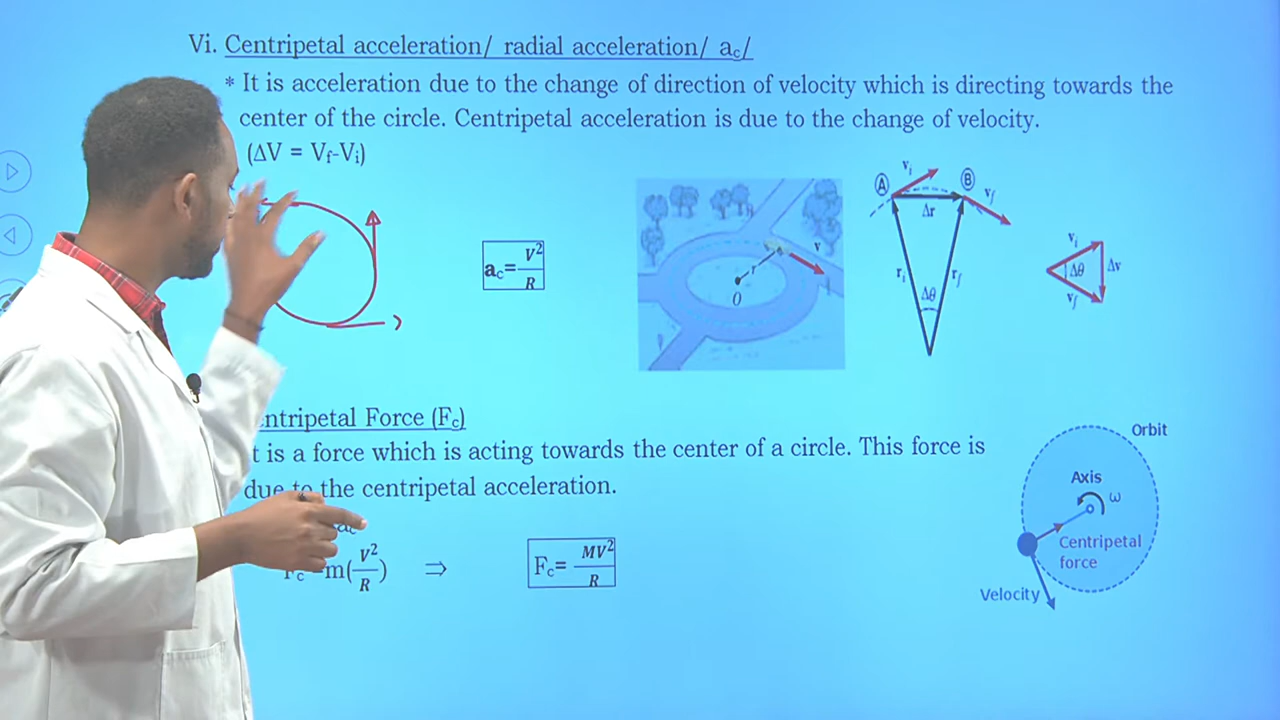 Vi. Centripetal acceleration/ radial acceleration/ ac/
* It is acceleration due to the change of direction of velocity which is directing towards the
center of the circle. Centripetal acceleration is due to the change of velocity.
(ΔV = Vf-Vi)
ac= V²/R
r
v
O
A
vi
B
vf
Δr
ri
rf
Δθ
vi
Δθ
Δv
vf
ntripetal Force (Fc)
t is a force which is acting towards the center of a circle. This force is
due to the centripetal acceleration.
ac
m(V²/R) ⇒ Fc= MV²/R
Orbit
Axis
ω
Centripetal
force
Velocity